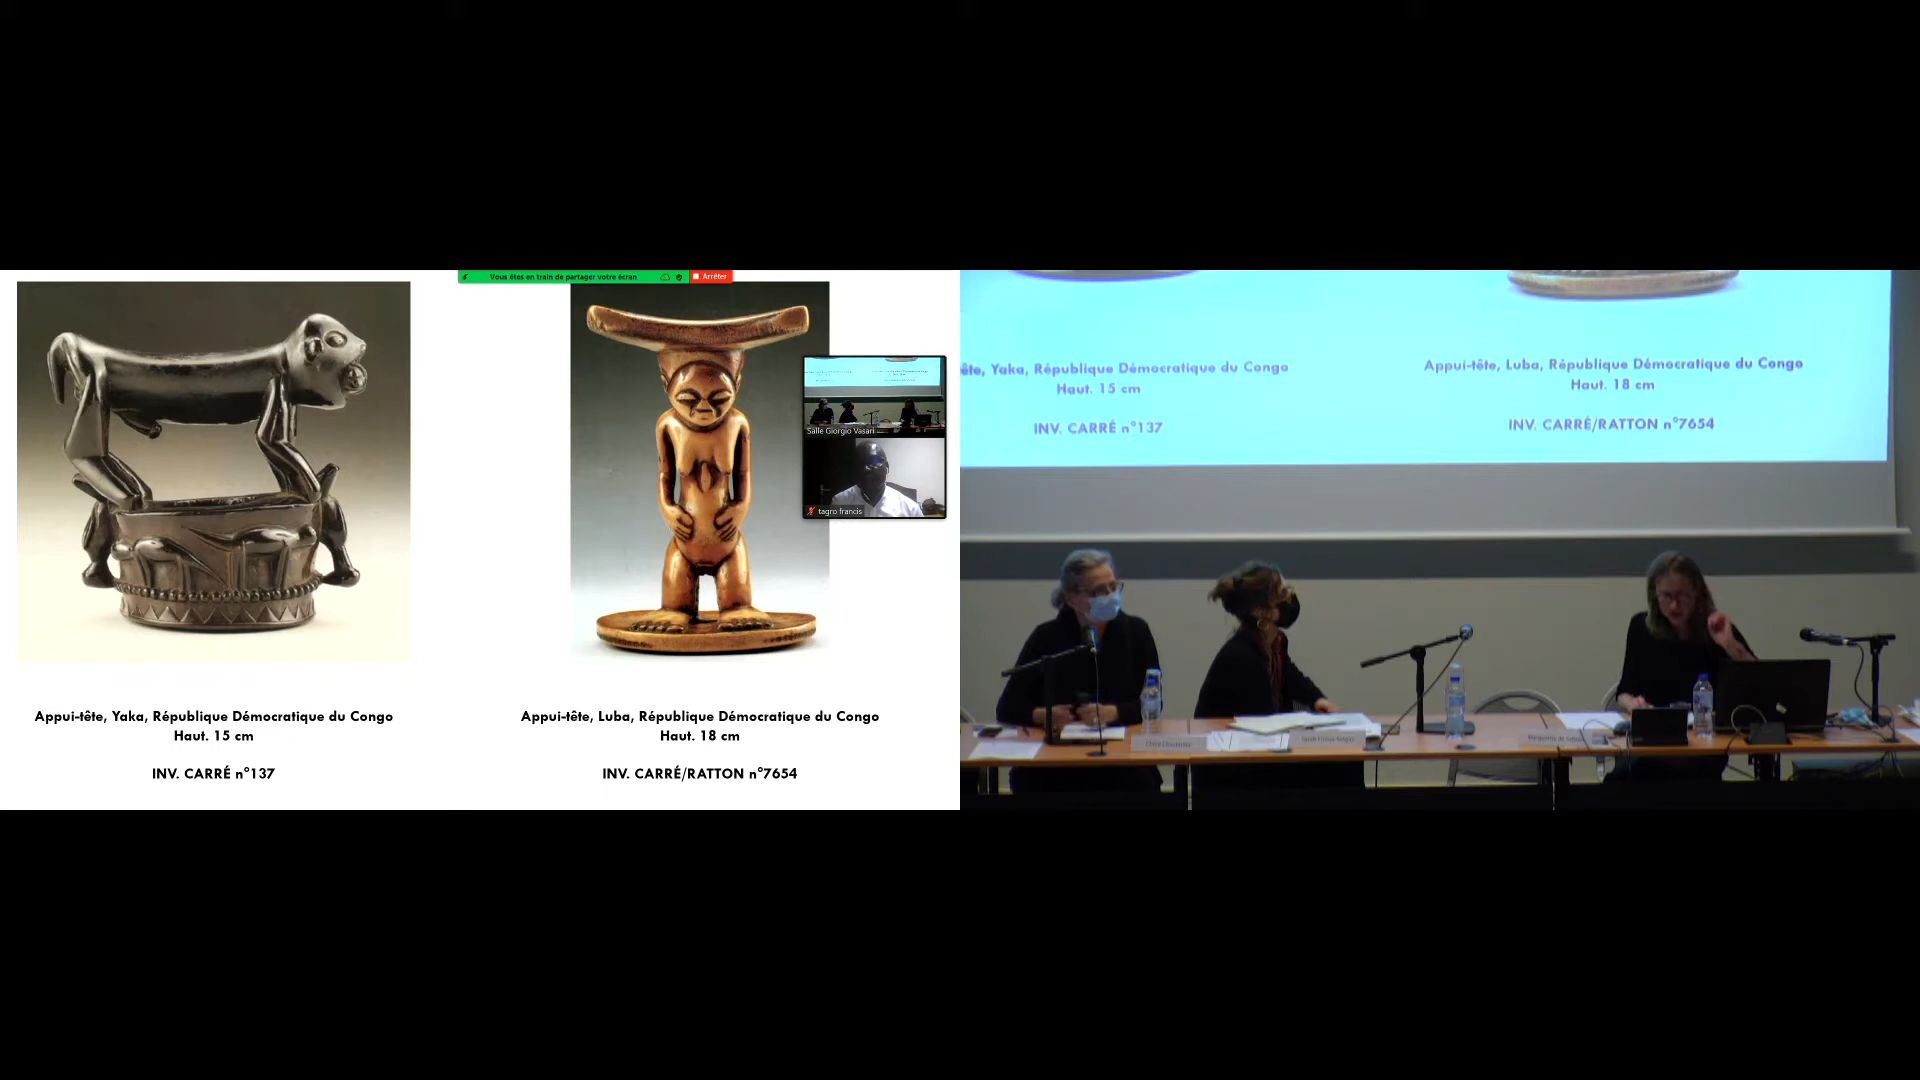 Vous êtes en train de partager votre écran
Arrêter
Salle Giorgio Vasari
tagro francis
Appui-tête, Yaka, République Démocratique du Congo
Haut. 15 cm
INV. CARRÉ n°137
Appui-tête, Luba, République Démocratique du Congo
Haut. 18 cm
INV. CARRÉ/RATTON n°7654
ête, Yaka, République Démocratique du Congo
Haut. 15 cm
INV. CARRÉ n°137
Appui-tête, Luba, République Démocratique du Congo
Haut. 18 cm
INV. CARRÉ/RATTON n°7654